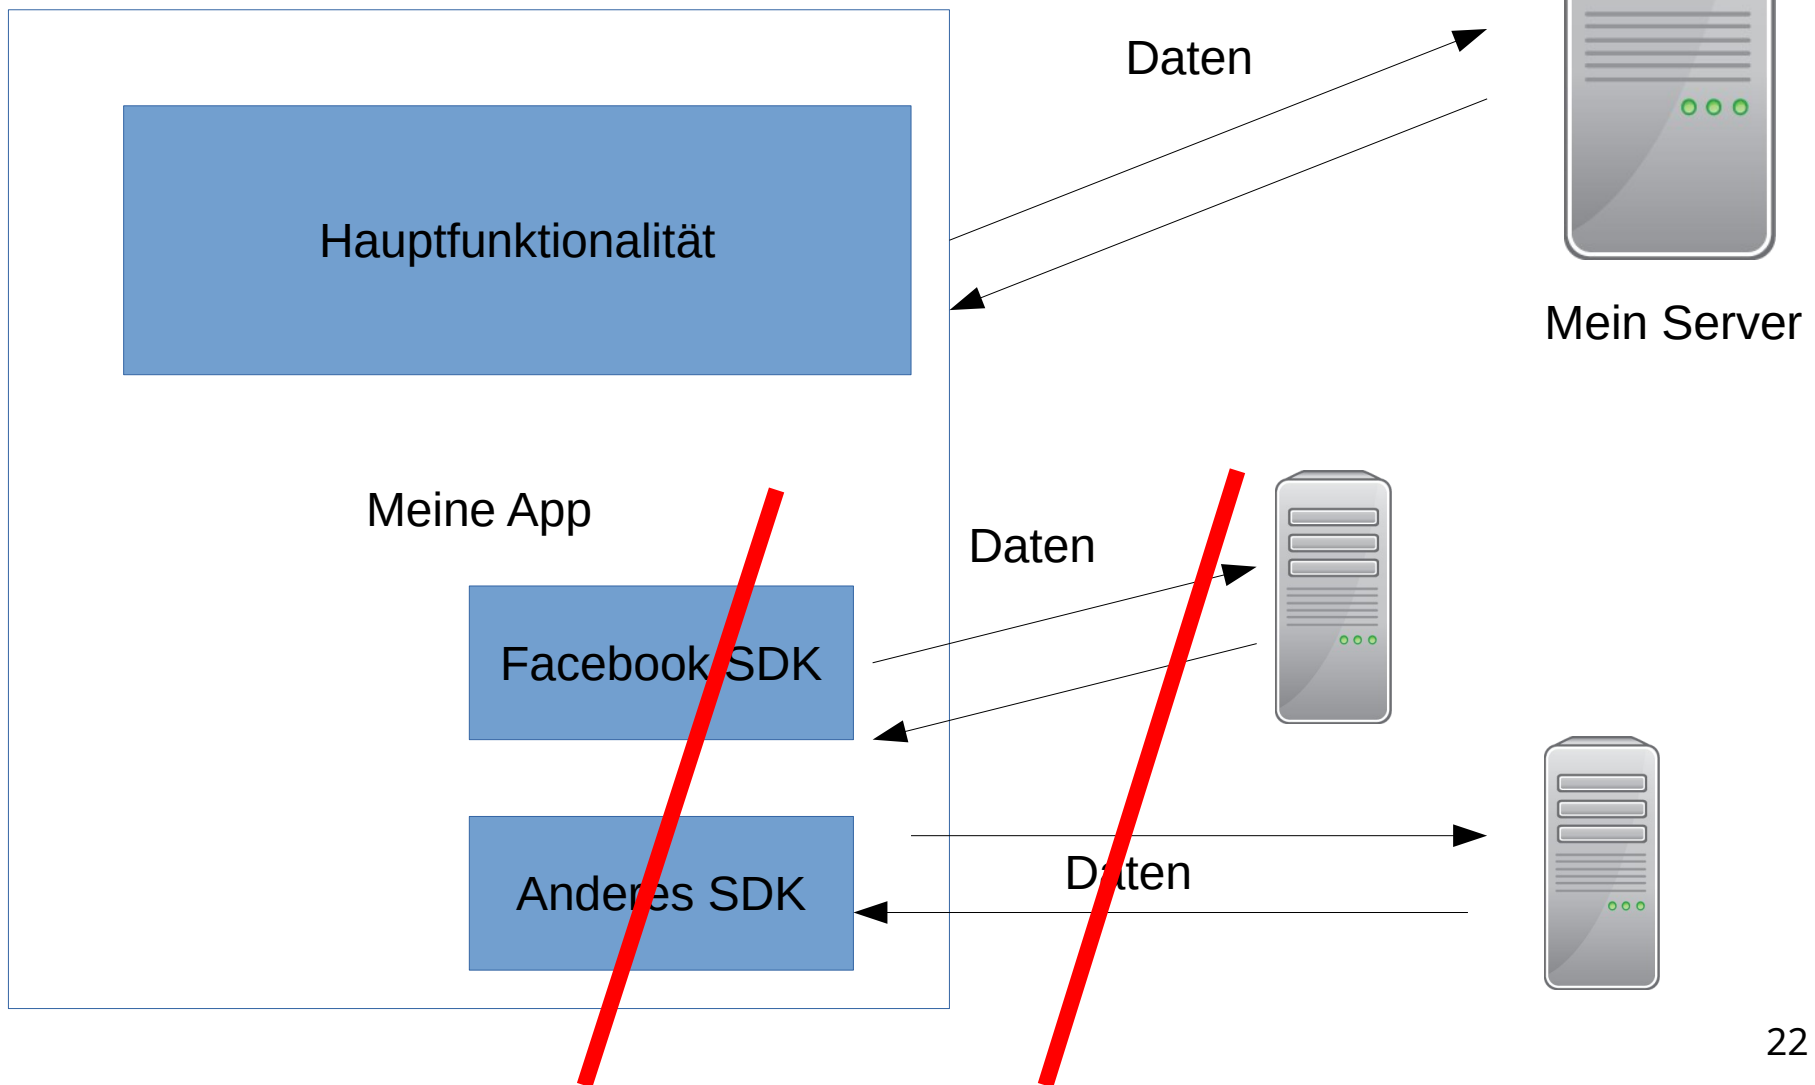 Daten
Hauptfunktionalität
Mein Server
Meine App
Daten
Facebook SDK
Daten
Anderes SDK
22